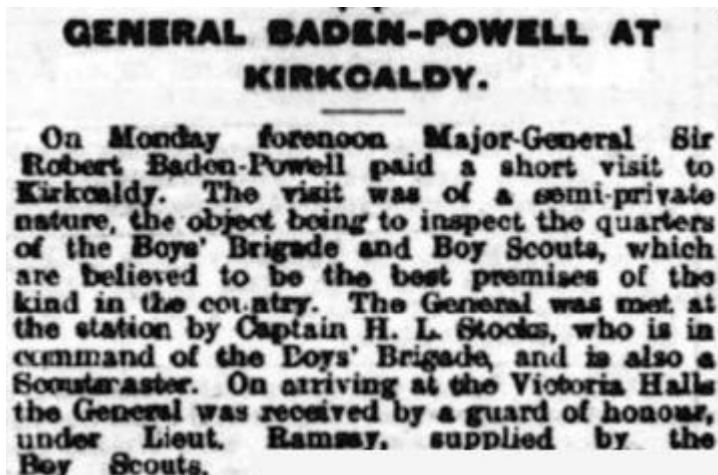 GENERAL BADEN-POWELL AT
KIRKCALDY.
On Monday forenoon Major-General Sir
Robert Baden-Powell paid a short visit to
Kirkcaldy. The visit was of a semi-private
nature, the object being to inspect the quarters
of the Boys' Brigade and Boy Scouts, which
are believed to be the best premises of the
kind in the country. The General was met at
the station by Captain H. L. Stocks, who is in
command of the Boys' Brigade, and is also a
Scoutmaster. On arriving at the Victoria Halls
the General was received by a guard of honour,
under Lieut. Ramsay, supplied by the
Boy Scouts.